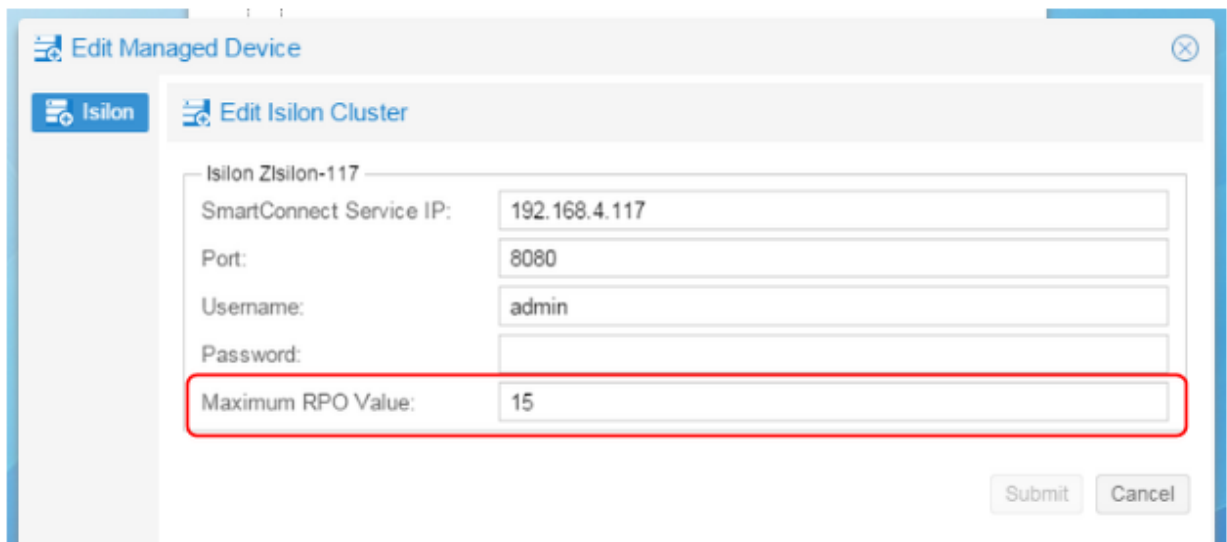 Edit Managed Device
Isilon
Edit Isilon Cluster
Isilon ZIsilon-117
SmartConnect Service IP: 192.168.4.117
Port: 8080
Username: admin
Password:
Maximum RPO Value: 15
Submit Cancel